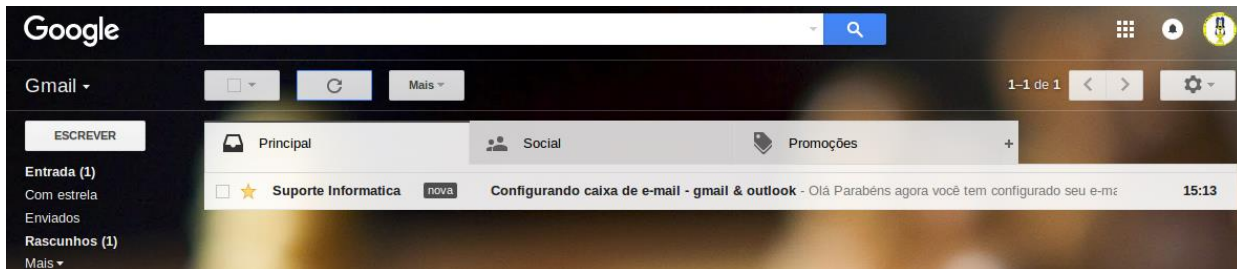 Google
Gmail
Mais
1–1 de 1
ESCREVER
Principal
Social
Promoções
+
Entrada (1)
Suporte Informatica nova Configurando caixa de e-mail - gmail & outlook - Olá Parabéns agora você tem configurado seu e-ma 15:13
Com estrela
Enviados
Rascunhos (1)
Mais